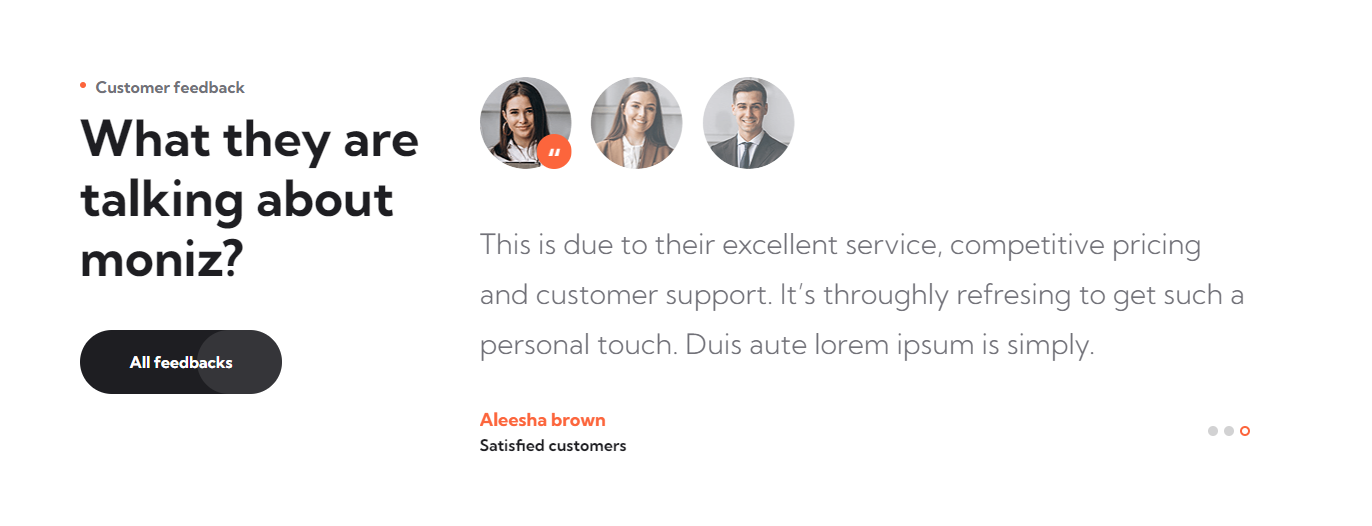 Customer feedback
What they are
talking about
moniz?
All feedbacks
“
This is due to their excellent service, competitive pricing
and customer support. It’s throughly refresing to get such a
personal touch. Duis aute lorem ipsum is simply.
Aleesha brown
Satisfied customers